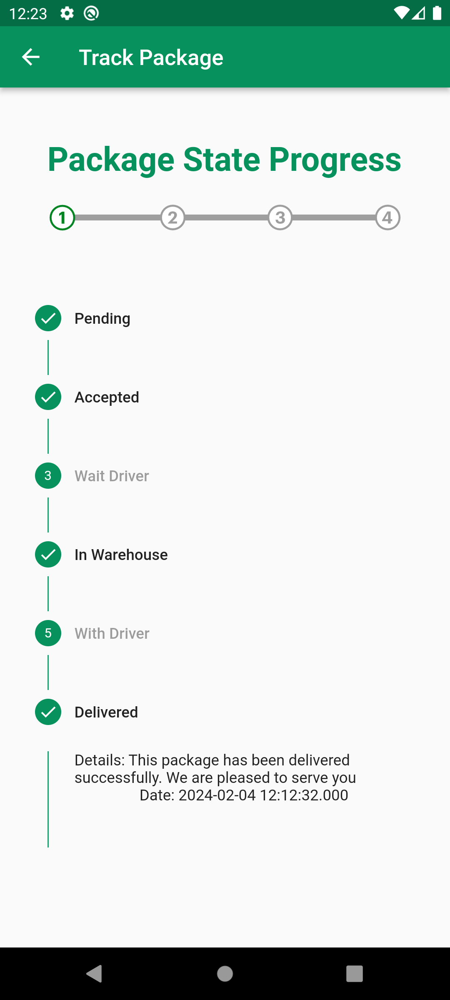 12:23
Track Package
Package State Progress
1 2 3 4
Pending
Accepted
3 Wait Driver
In Warehouse
5 With Driver
Delivered
Details: This package has been delivered
successfully. We are pleased to serve you
Date: 2024-02-04 12:12:32.000